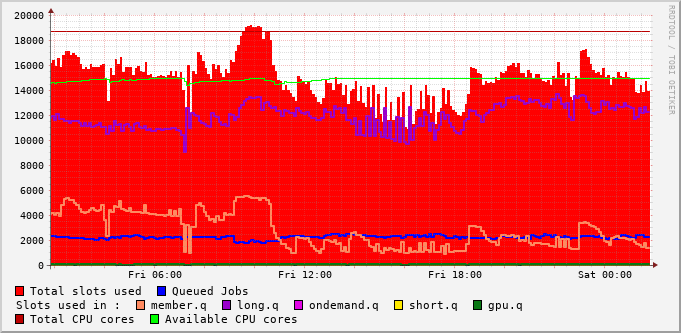 20000
18000
16000
14000
12000
10000
8000
6000
4000
2000
0
Fri 06:00 Fri 12:00 Fri 18:00 Sat 00:00
Total slots used Queued Jobs
Slots used in : member.q long.q ondemand.q short.q gpu.q
Total CPU cores Available CPU cores
RRDTOOL / TOBI OETIKER